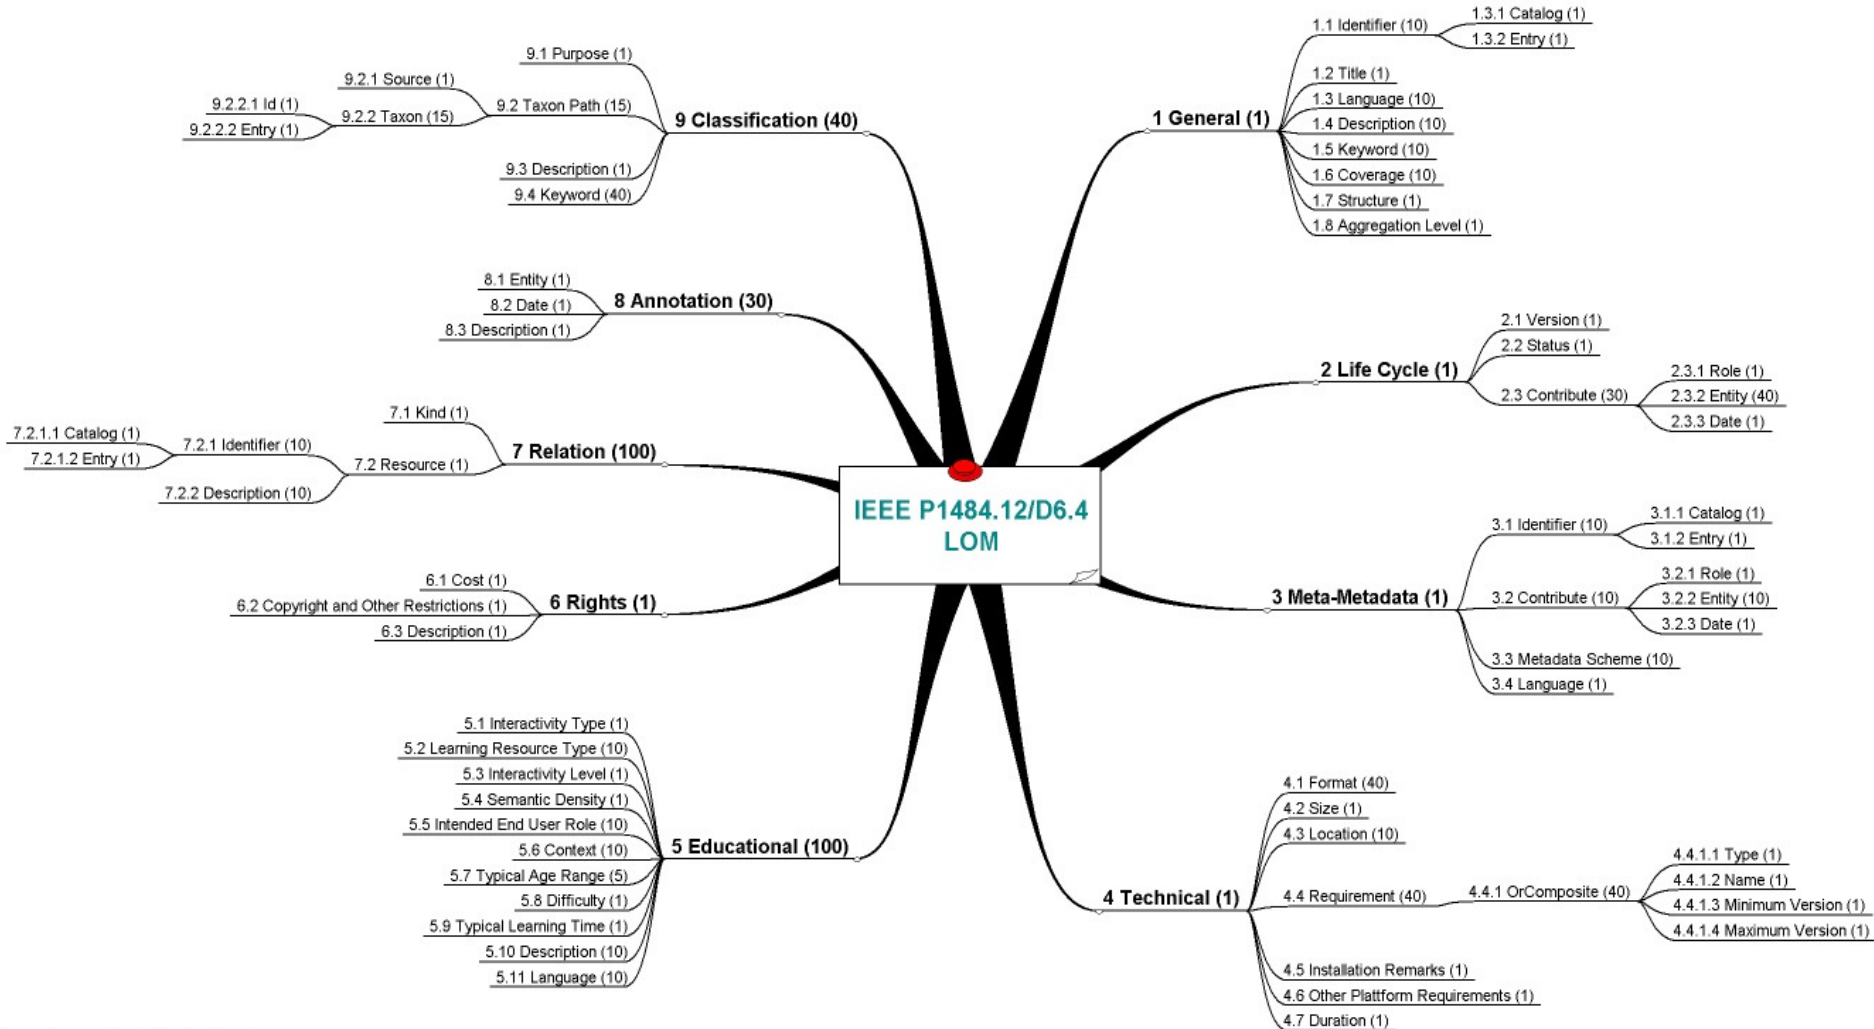 IEEE P1484.12/D6.4
LOM
1 General (1)
1.1 Identifier (10)
1.3.1 Catalog (1)
1.3.2 Entry (1)
1.2 Title (1)
1.3 Language (10)
1.4 Description (10)
1.5 Keyword (10)
1.6 Coverage (10)
1.7 Structure (1)
1.8 Aggregation Level (1)
2 Life Cycle (1)
2.1 Version (1)
2.2 Status (1)
2.3 Contribute (30)
2.3.1 Role (1)
2.3.2 Entity (40)
2.3.3 Date (1)
3 Meta-Metadata (1)
3.1 Identifier (10)
3.1.1 Catalog (1)
3.1.2 Entry (1)
3.2 Contribute (10)
3.2.1 Role (1)
3.2.2 Entity (10)
3.2.3 Date (1)
3.3 Metadata Scheme (10)
3.4 Language (1)
4 Technical (1)
4.1 Format (40)
4.2 Size (1)
4.3 Location (10)
4.4 Requirement (40)
4.4.1 OrComposite (40)
4.4.1.1 Type (1)
4.4.1.2 Name (1)
4.4.1.3 Minimum Version (1)
4.4.1.4 Maximum Version (1)
4.5 Installation Remarks (1)
4.6 Other Plattform Requirements (1)
4.7 Duration (1)
5 Educational (100)
5.1 Interactivity Type (1)
5.2 Learning Resource Type (10)
5.3 Interactivity Level (1)
5.4 Semantic Density (1)
5.5 Intended End User Role (10)
5.6 Context (10)
5.7 Typical Age Range (5)
5.8 Difficulty (1)
5.9 Typical Learning Time (1)
5.10 Description (10)
5.11 Language (10)
6 Rights (1)
6.1 Cost (1)
6.2 Copyright and Other Restrictions (1)
6.3 Description (1)
7 Relation (100)
7.1 Kind (1)
7.2 Resource (1)
7.2.1 Identifier (10)
7.2.1.1 Catalog (1)
7.2.1.2 Entry (1)
7.2.2 Description (10)
8 Annotation (30)
8.1 Entity (1)
8.2 Date (1)
8.3 Description (1)
9 Classification (40)
9.1 Purpose (1)
9.2 Taxon Path (15)
9.2.1 Source (1)
9.2.2 Taxon (15)
9.2.2.1 Id (1)
9.2.2.2 Entry (1)
9.3 Description (1)
9.4 Keyword (40)